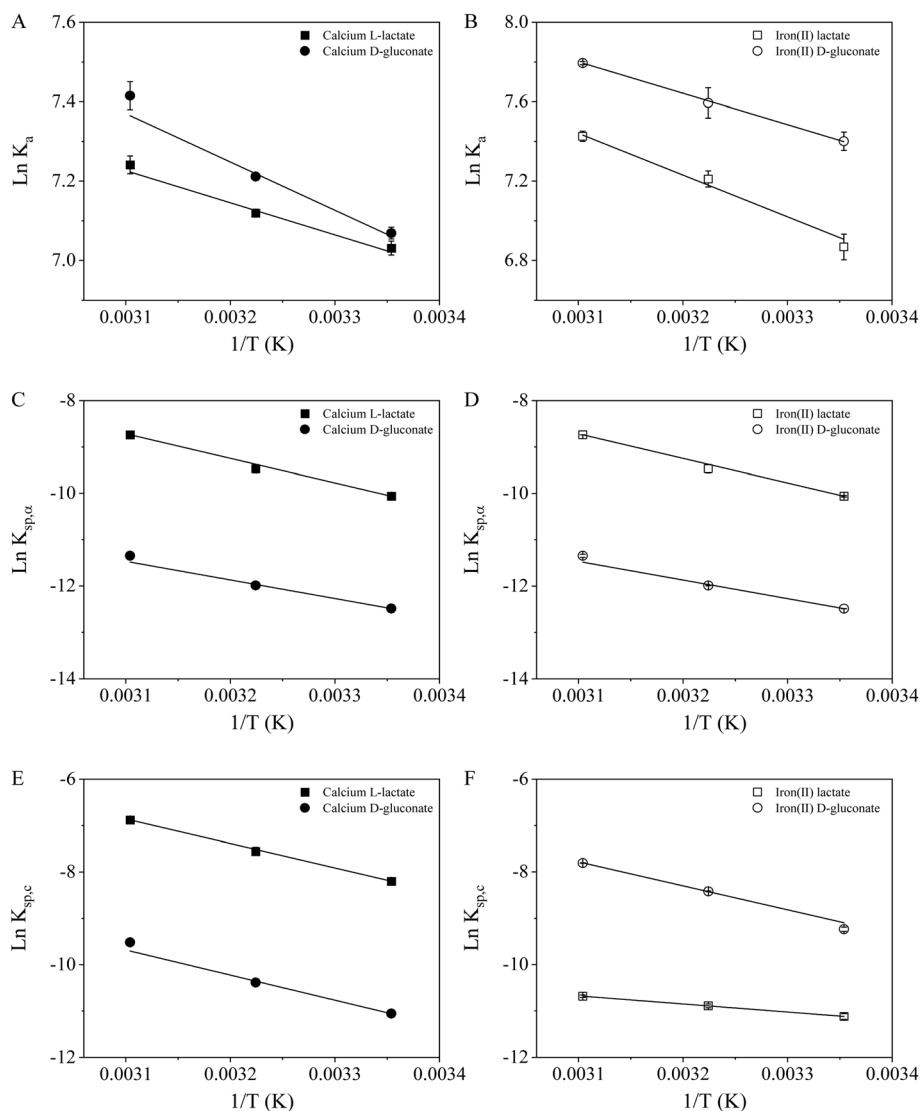 A
7.6
7.4
7.2
7.0
Ln Ka
Calcium L-lactate
Calcium D-gluconate
0.0031 0.0032 0.0033 0.0034
1/T (K)
B
8.0
7.6
7.2
6.8
Ln Ka
Iron(II) lactate
Iron(II) D-gluconate
0.0031 0.0032 0.0033 0.0034
1/T (K)
C
-8
-10
-12
-14
Ln Ksp,α
Calcium L-lactate
Calcium D-gluconate
0.0031 0.0032 0.0033 0.0034
1/T (K)
D
-8
-10
-12
-14
Ln Ksp,α
Iron(II) lactate
Iron(II) D-gluconate
0.0031 0.0032 0.0033 0.0034
1/T (K)
E
-6
-8
-10
-12
Ln Ksp,c
Calcium L-lactate
Calcium D-gluconate
0.0031 0.0032 0.0033 0.0034
1/T (K)
F
-6
-8
-10
-12
Ln Ksp,c
Iron(II) lactate
Iron(II) D-gluconate
0.0031 0.0032 0.0033 0.0034
1/T (K)